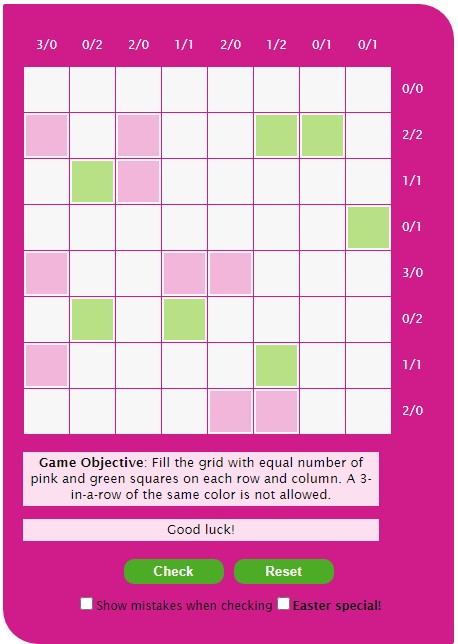 3/0 0/2 2/0 1/1 2/0 1/2 0/1 0/1
0/0
2/2
1/1
0/1
3/0
0/2
1/1
2/0
Game Objective: Fill the grid with equal number of
pink and green squares on each row and column. A 3-
in-a-row of the same color is not allowed.
Good luck!
Check Reset
Show mistakes when checking Easter special!